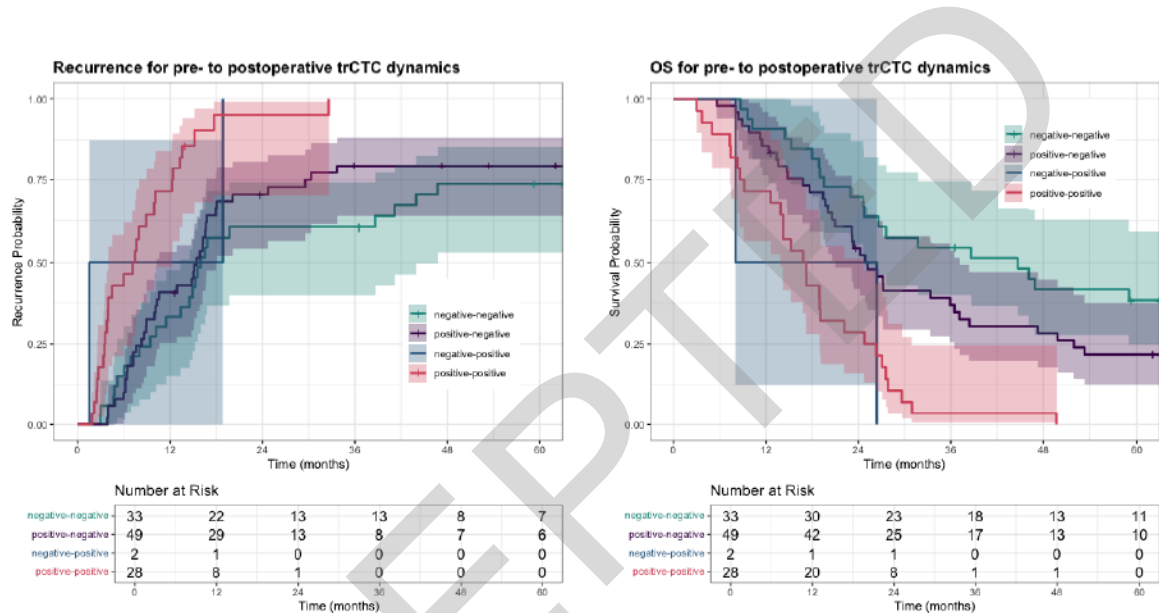 Recurrence for pre- to postoperative trCTC dynamics
1.00
0.75
0.50
0.25
0.00
Recurrence Probability
negative-negative
positive-negative
negative-positive
positive-positive
0 12 24 36 48 60
Time (months)
Number at Risk
negative-negative 33 22 13 13 8 7
positive-negative 49 29 13 8 7 6
negative-positive 2 1 0 0 0 0
positive-positive 28 8 1 0 0 0
0 12 24 36 48 60
Time (months)
OS for pre- to postoperative trCTC dynamics
1.00
0.75
0.50
0.25
0.00
Survival Probability
negative-negative
positive-negative
negative-positive
positive-positive
0 12 24 36 48 60
Time (months)
Number at Risk
negative-negative 33 30 23 18 13 11
positive-negative 49 42 25 17 13 10
negative-positive 2 1 1 0 0 0
positive-positive 28 20 8 1 1 0
0 12 24 36 48 60
Time (months)
EPTED